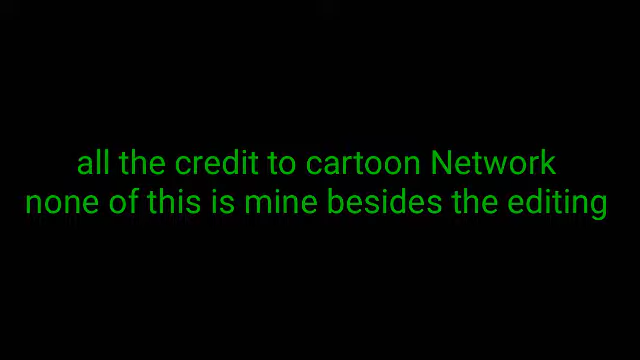 all the credit to cartoon Network
none of this is mine besides the editing